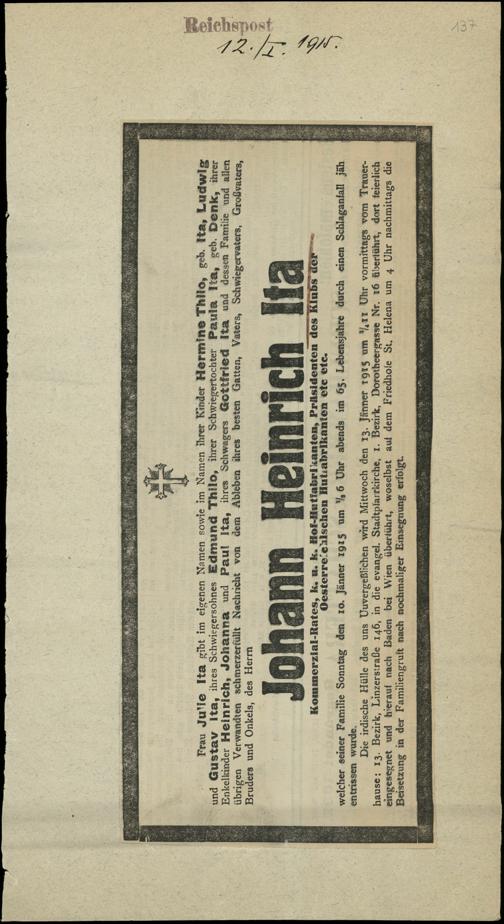 Reichspost
12./I. 1915.
137
Frau Julie Ita gibt im eigenen Namen sowie im Namen ihrer Kinder Hermine Thilo, geb. Ita, Ludwig
und Gustav Ita, ihres Schwiegersohnes Edmund Thilo, ihrer Schwiegertochter Paula Ita, geb. Denk, ihrer
Enkelkinder Heinrich, Johanna und Paul Ita, ihres Schwagers Gottfried Ita und dessen Familie und allen
übrigen Verwandten schmerzerfüllt Nachricht von dem Ableben ihres besten Gatten, Vaters, Schwiegervaters, Großvaters,
Bruders und Onkels, des Herrn
Johann Heinrich Ita
Kommerzial-Rates, k. u. k. Hof-Hutfabrikanten, Präsidenten des Klubs der
Oesterreichischen Hutfabrikanten etc etc.
welcher seiner Familie Sonntag den 10. Jänner 1915 um ¼ 6 Uhr abends im 65. Lebensjahre durch einen Schlaganfall jäh
entrissen wurde.
Die irdische Hülle des uns Unvergeßlichen wird Mittwoch den 13. Jänner 1915 um ¼11 Uhr vormittags vom Trauer-
hause: 13. Bezirk, Linzerstraße 146, in die evangel. Stadtpfarrkirche, 1. Bezirk, Dorotheergasse Nr. 16 überführt, dort feierlich
eingesegnet und hierauf nach Baden bei Wien überführt, woselbst auf dem Friedhofe St. Helena um 4 Uhr nachmittags die
Beisetzung in der Familiengruft nach nochmaliger Einsegnung erfolgt.